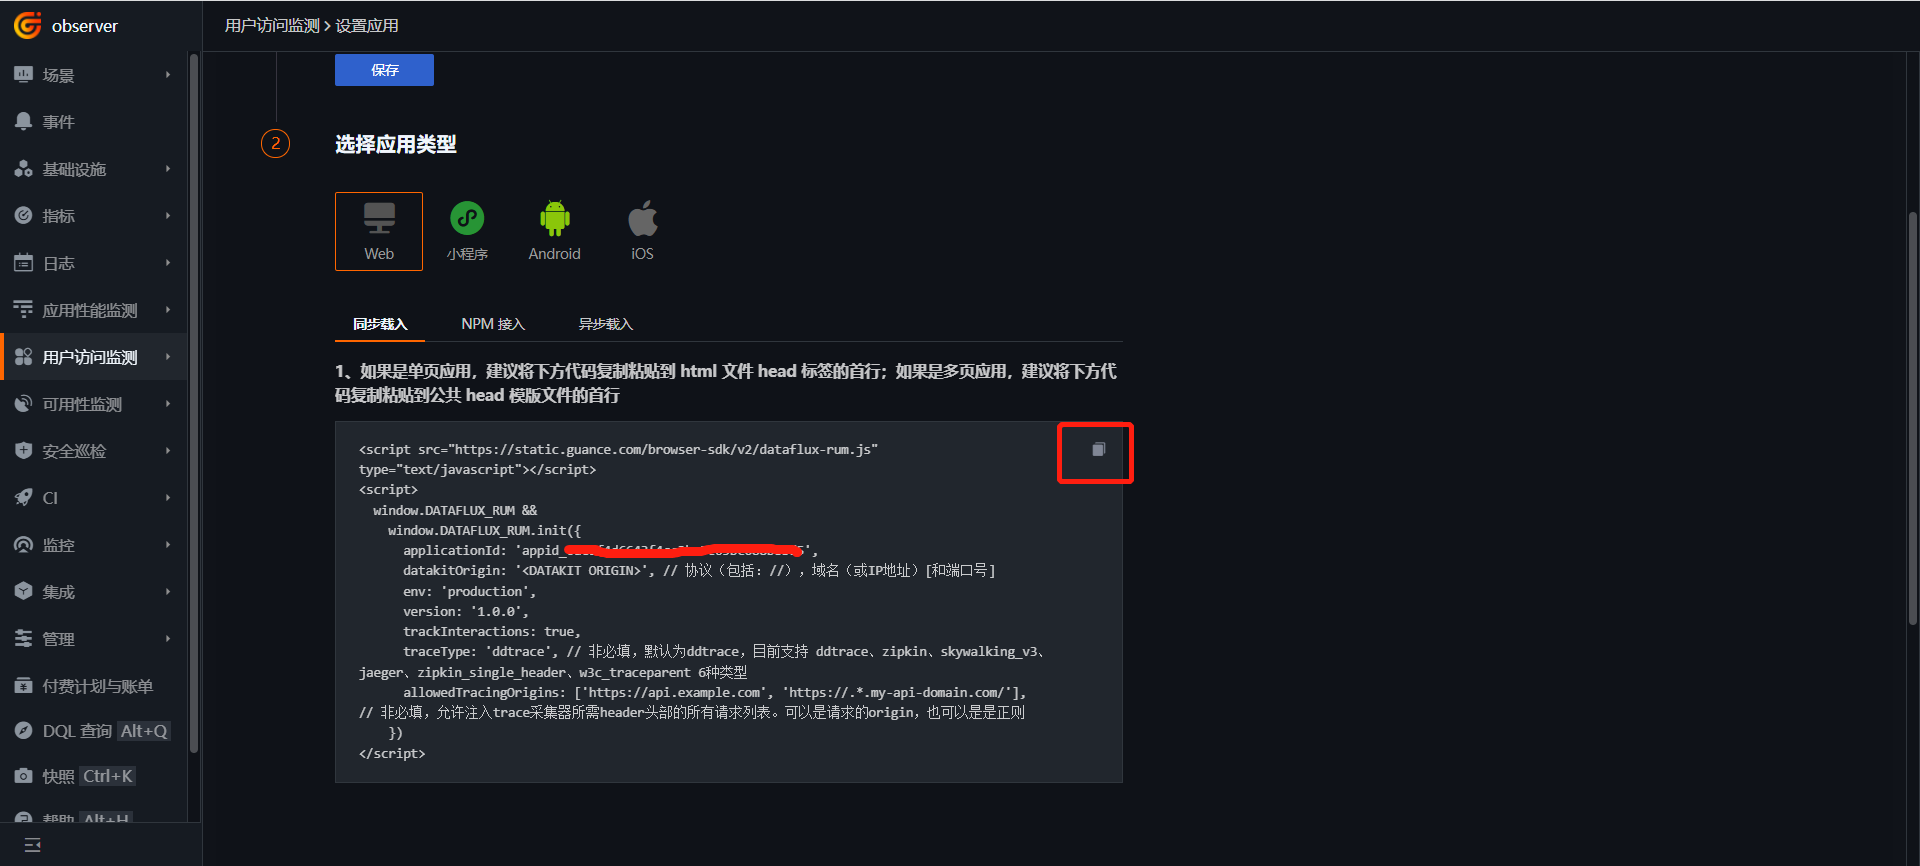 observer
用户访问监测 > 设置应用
场景
事件
基础设施
指标
日志
应用性能监测
用户访问监测
可用性监测
安全巡检
CI
监控
集成
管理
付费计划与账单
DQL 查询 Alt+Q
快照 Ctrl+K
帮助 Alt+H
保存
2
选择应用类型
Web
小程序
Android
iOS
同步载入
NPM 接入
异步载入
1、如果是单页应用，建议将下方代码复制粘贴到 html 文件 head 标签的首行；如果是多页应用，建议将下方代
码复制粘贴到公共 head 模版文件的首行
<script src="https://static.guance.com/browser-sdk/v2/dataflux-rum.js"
type="text/javascript"></script>
<script>
window.DATAFLUX_RUM &&
window.DATAFLUX_RUM.init({
applicationId: 'appid_
datakitOrigin: '<DATAKIT ORIGIN>', // 协议（包括：//），域名（或IP地址）[和端口号]
env: 'production',
version: '1.0.0',
trackInteractions: true,
traceType: 'ddtrace', // 非必填，默认为ddtrace，目前支持 ddtrace、zipkin、skywalking_v3、
jaeger、zipkin_single_header、w3c_traceparent 6种类型
allowedTracingOrigins: ['https://api.example.com', 'https://.*.my-api-domain.com/'],
// 非必填，允许注入trace采集器所需header头部的所有请求列表。可以是请求的origin，也可以是是正则
})
</script>